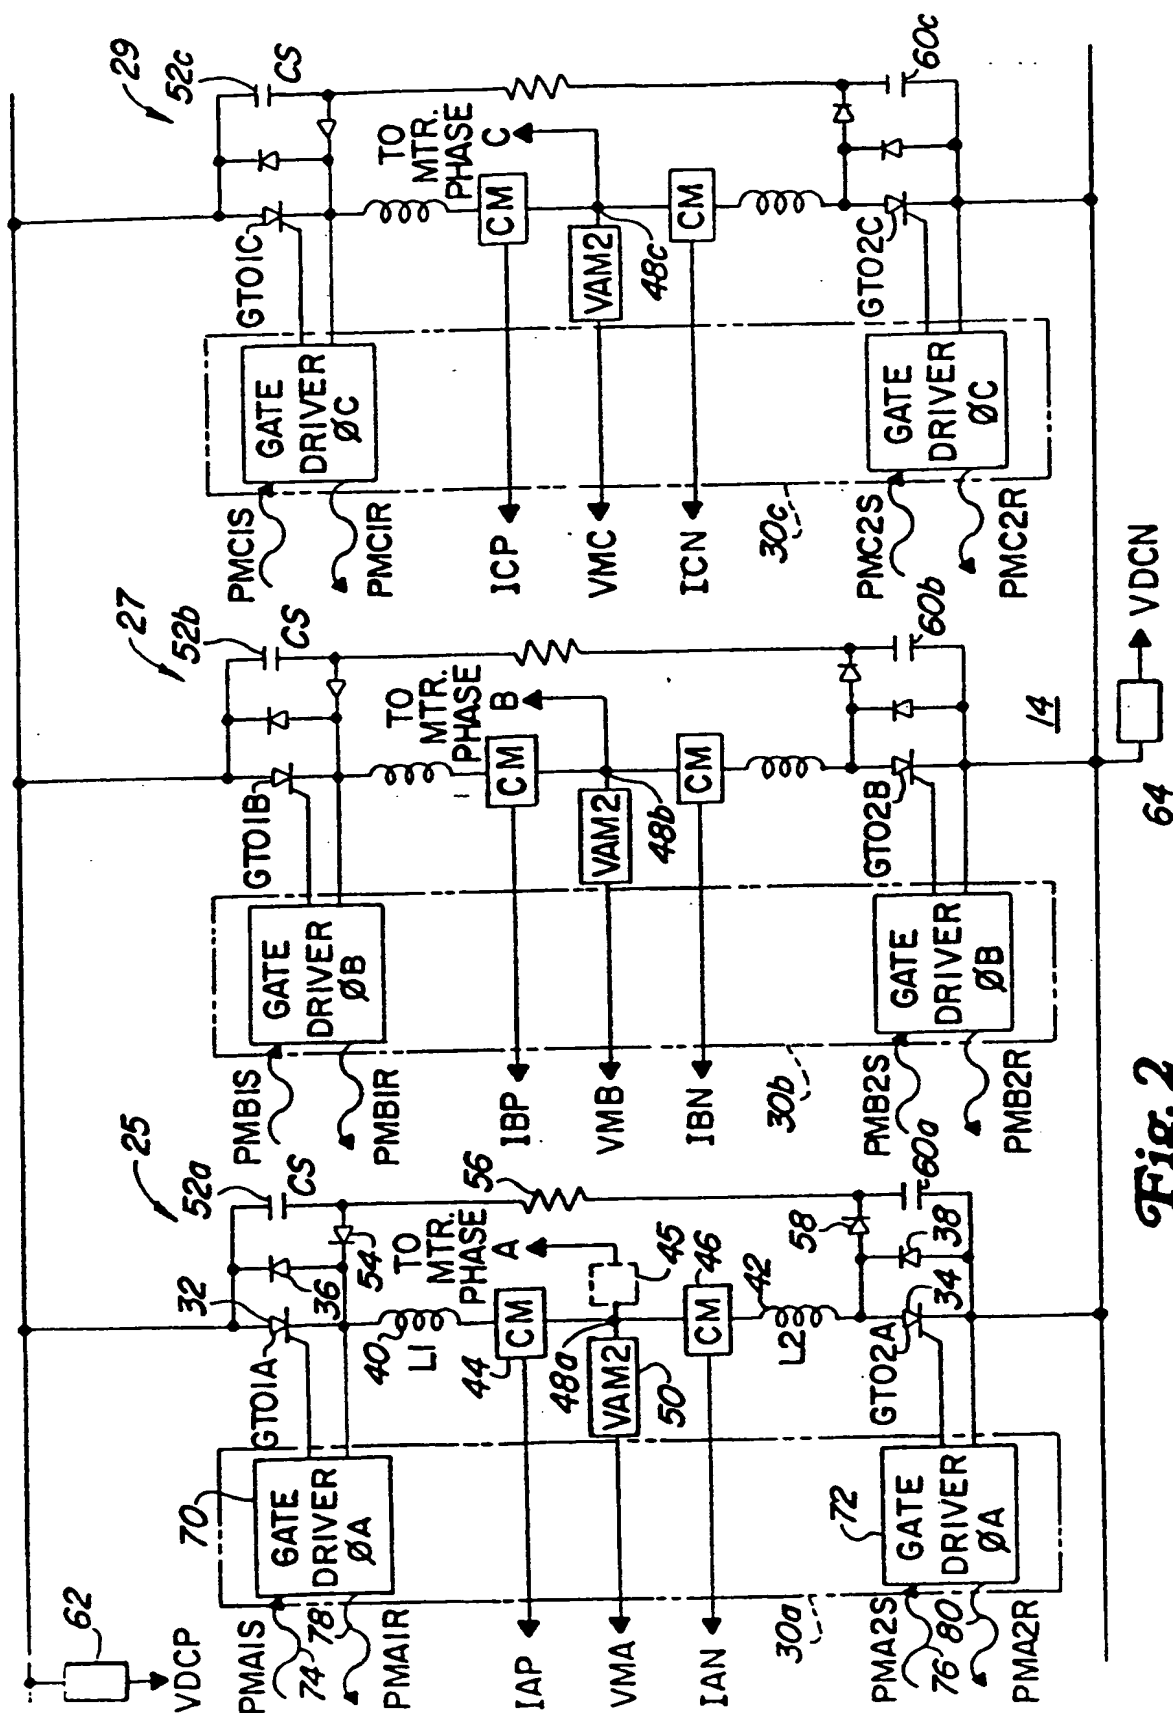 62
VDCP
PMA1S
74
78
PMA1R
70
GATE
DRIVER
ØA
GTO1A
32
36
52a
CS
25
54
40
L1
44
CM
TO
MTR.
PHASE
A
56
IAP
48a
VAM2
50
45
VMA
CM
46
IAN
42
L2
58
60a
38
34
GTO2A
72
GATE
DRIVER
ØA
PMA2S
76
80
PMA2R
30a
PMB1S
PMB1R
GATE
DRIVER
ØB
GTO1B
52b
CS
27
CM
TO
MTR.
PHASE
B
IBP
48b
VAM2
VMB
CM
IBN
60b
GTO2B
GATE
DRIVER
ØB
PMB2S
PMB2R
30b
PMC1S
PMC1R
GATE
DRIVER
ØC
GTO1C
52c
CS
29
CM
TO
MTR.
PHASE
C
ICP
48c
VAM2
VMC
CM
ICN
60c
GTO2C
GATE
DRIVER
ØC
PMC2S
PMC2R
30c
14
64
VDCN
Fig. 2